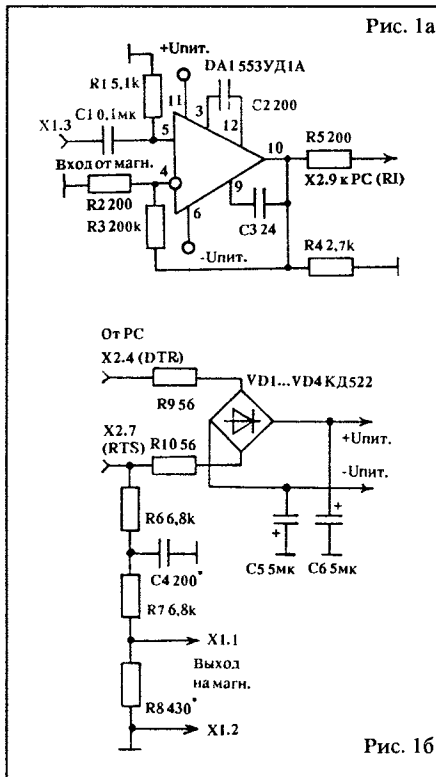 Рис. 1а
+Uпит.
DA1 553УД1А
R1 5,1k
11
3
C2 200
C1 0,1мк
12
X1.3
5
10
R5 200
Вход от магн.
4
9
X2.9 к PC (RI)
R2 200
6
R3 200k
C3 24
R4 2,7k
-Uпит.
От PC
X2.4 (DTR)
VD1...VD4 КД522
R9 56
X2.7
(RTS)
R10 56
+Uпит.
-Uпит.
R6 6,8k
+
+
C4 200*
C5 5мк
C6 5мк
R7 6,8k
X1.1
Выход
на магн.
R8 430*
X1.2
Рис. 1б